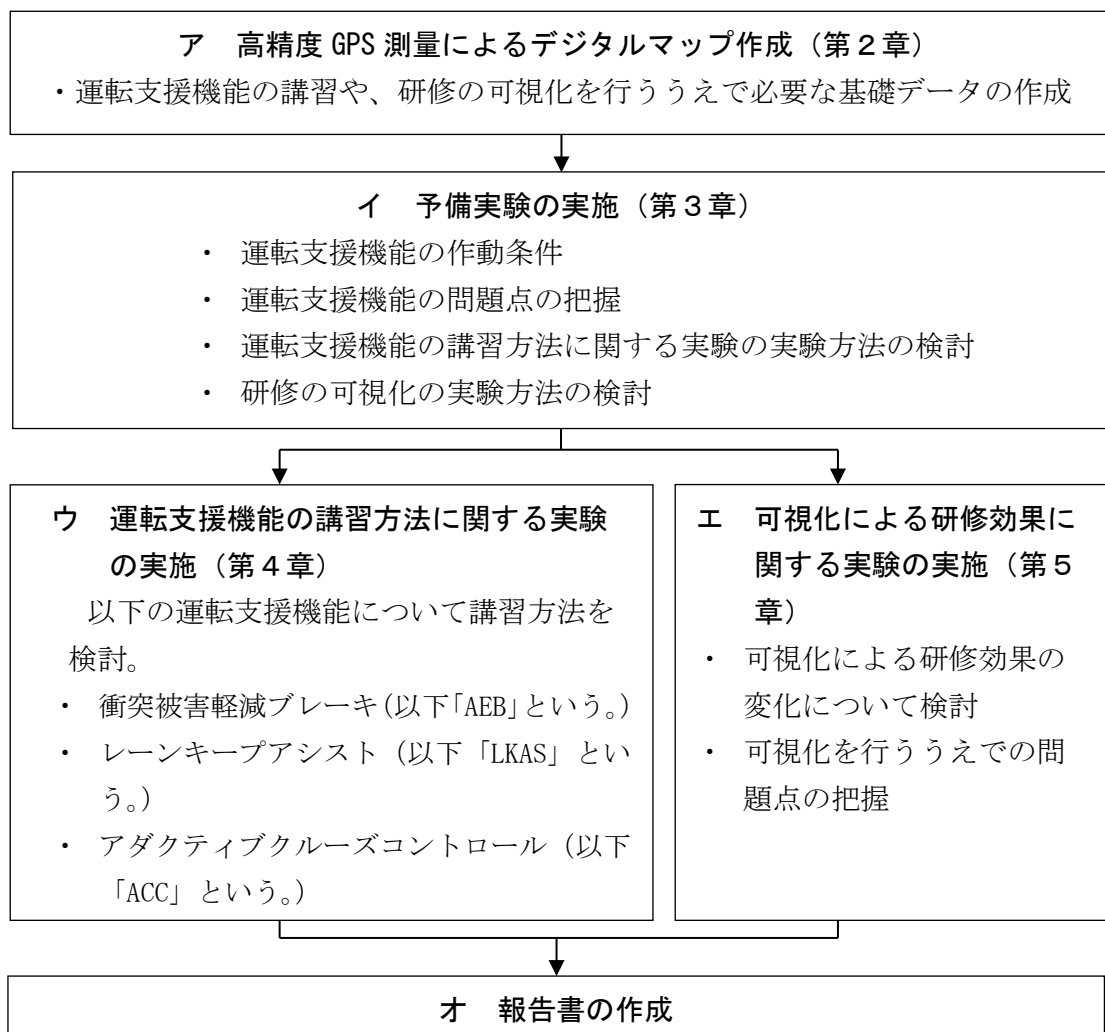 ア 高精度 GPS 測量によるデジタルマップ作成（第２章）
・運転支援機能の講習や、研修の可視化を行ううえで必要な基礎データの作成
イ 予備実験の実施（第３章）
・ 運転支援機能の作動条件
・ 運転支援機能の問題点の把握
・ 運転支援機能の講習方法に関する実験の実験方法の検討
・ 研修の可視化の実験方法の検討
ウ 運転支援機能の講習方法に関する実験
の実施（第４章）
以下の運転支援機能について講習方法を
検討。
・ 衝突被害軽減ブレーキ（以下「AEB」という。）
・ レーンキープアシスト（以下「LKAS」とい
う。）
・ アダクティブクルーズコントロール（以下
「ACC」という。）
エ 可視化による研修効果に
関する実験の実施（第５
章）
・ 可視化による研修効果の
変化について検討
・ 可視化を行ううえでの問
題点の把握
オ 報告書の作成